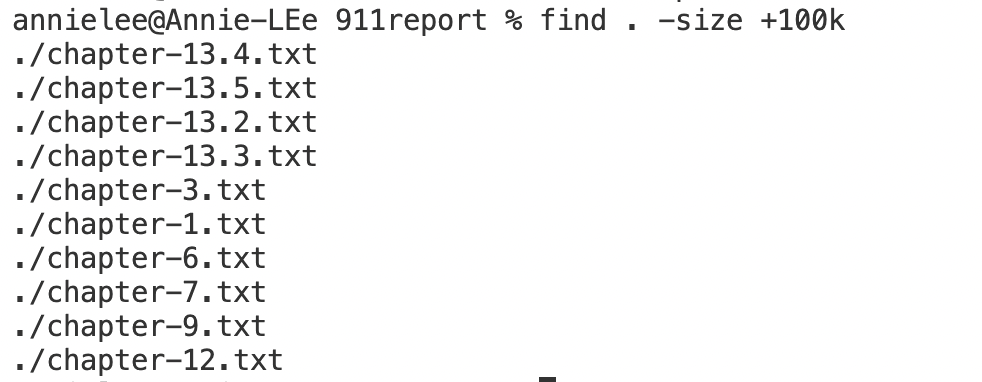 annielee@Annie-LEe 911report % find . -size +100k
./chapter-13.4.txt
./chapter-13.5.txt
./chapter-13.2.txt
./chapter-13.3.txt
./chapter-3.txt
./chapter-1.txt
./chapter-6.txt
./chapter-7.txt
./chapter-9.txt
./chapter-12.txt